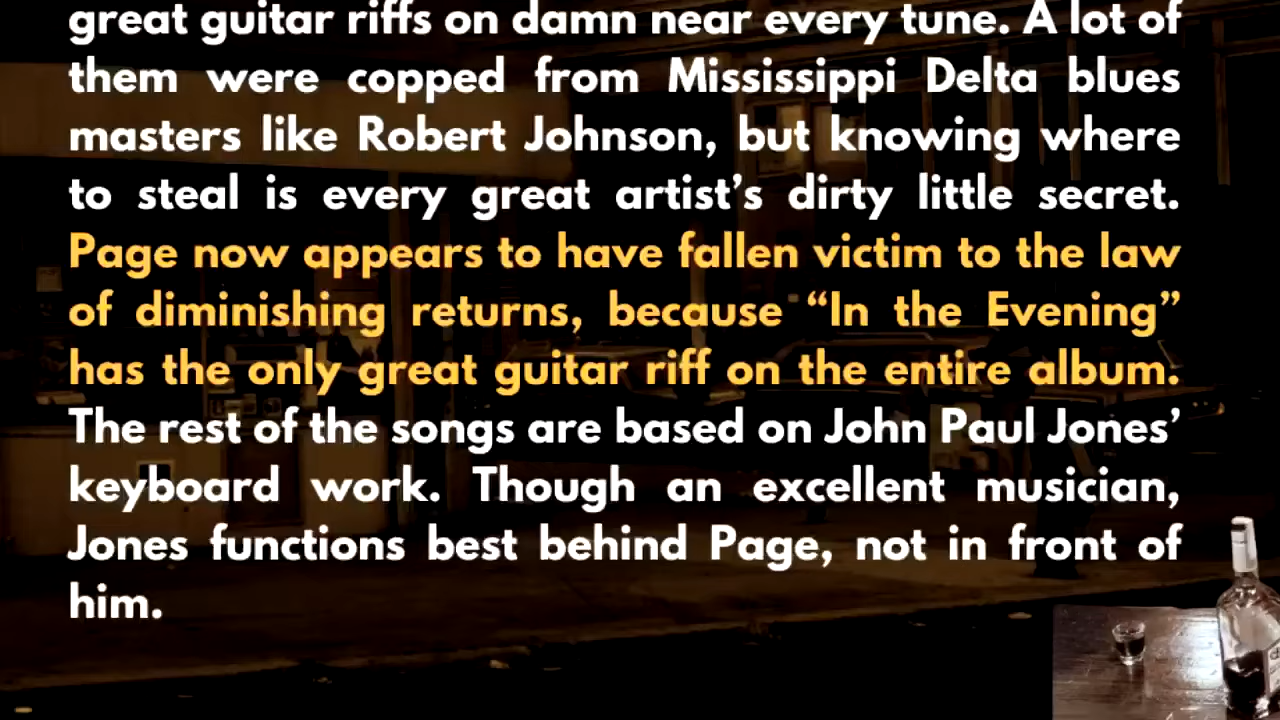 great guitar riffs on damn near every tune. A lot of
them were copped from Mississippi Delta blues
masters like Robert Johnson, but knowing where
to steal is every great artist’s dirty little secret.
Page now appears to have fallen victim to the law
of diminishing returns, because “In the Evening”
has the only great guitar riff on the entire album.
The rest of the songs are based on John Paul Jones’
keyboard work. Though an excellent musician,
Jones functions best behind Page, not in front of
him.